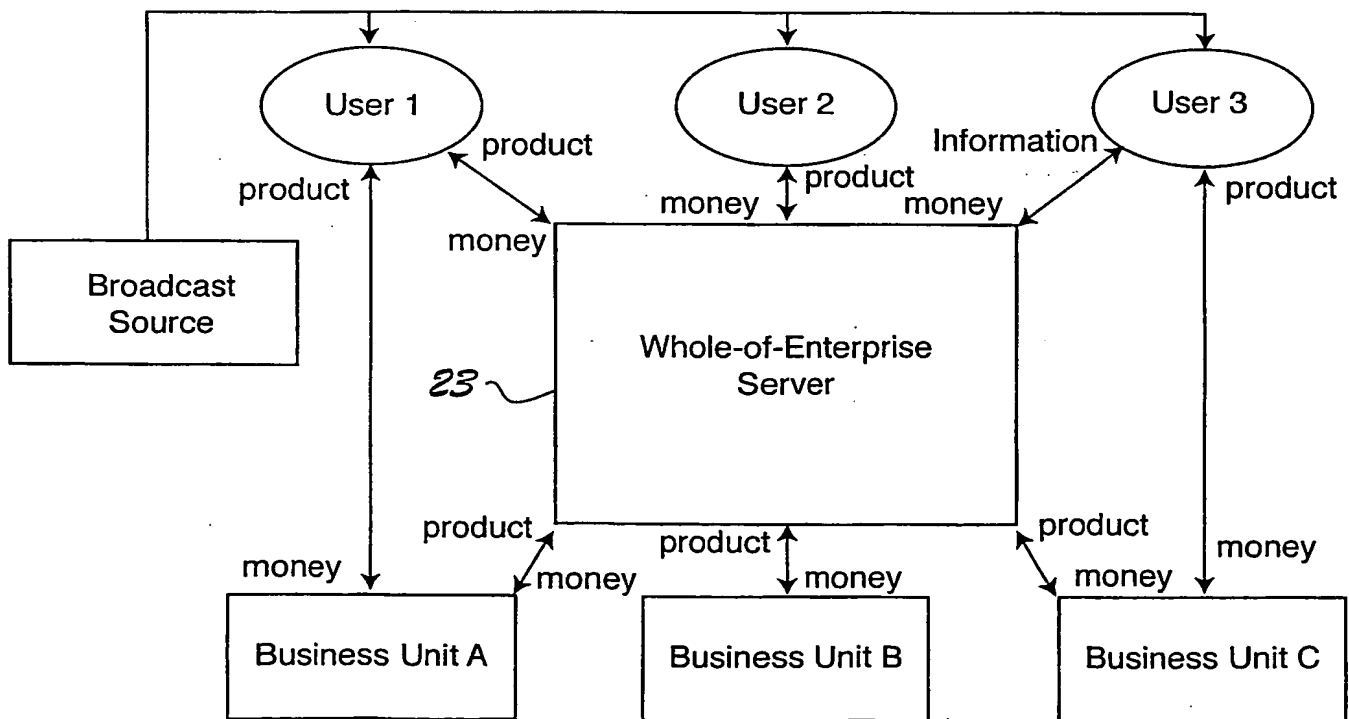 User 1
User 2
User 3
product
Information
product
product
product
money
money
money
Broadcast
Source
Whole-of-Enterprise
Server
23
product
product
product
money
money
money
money
money
Business Unit A
Business Unit B
Business Unit C